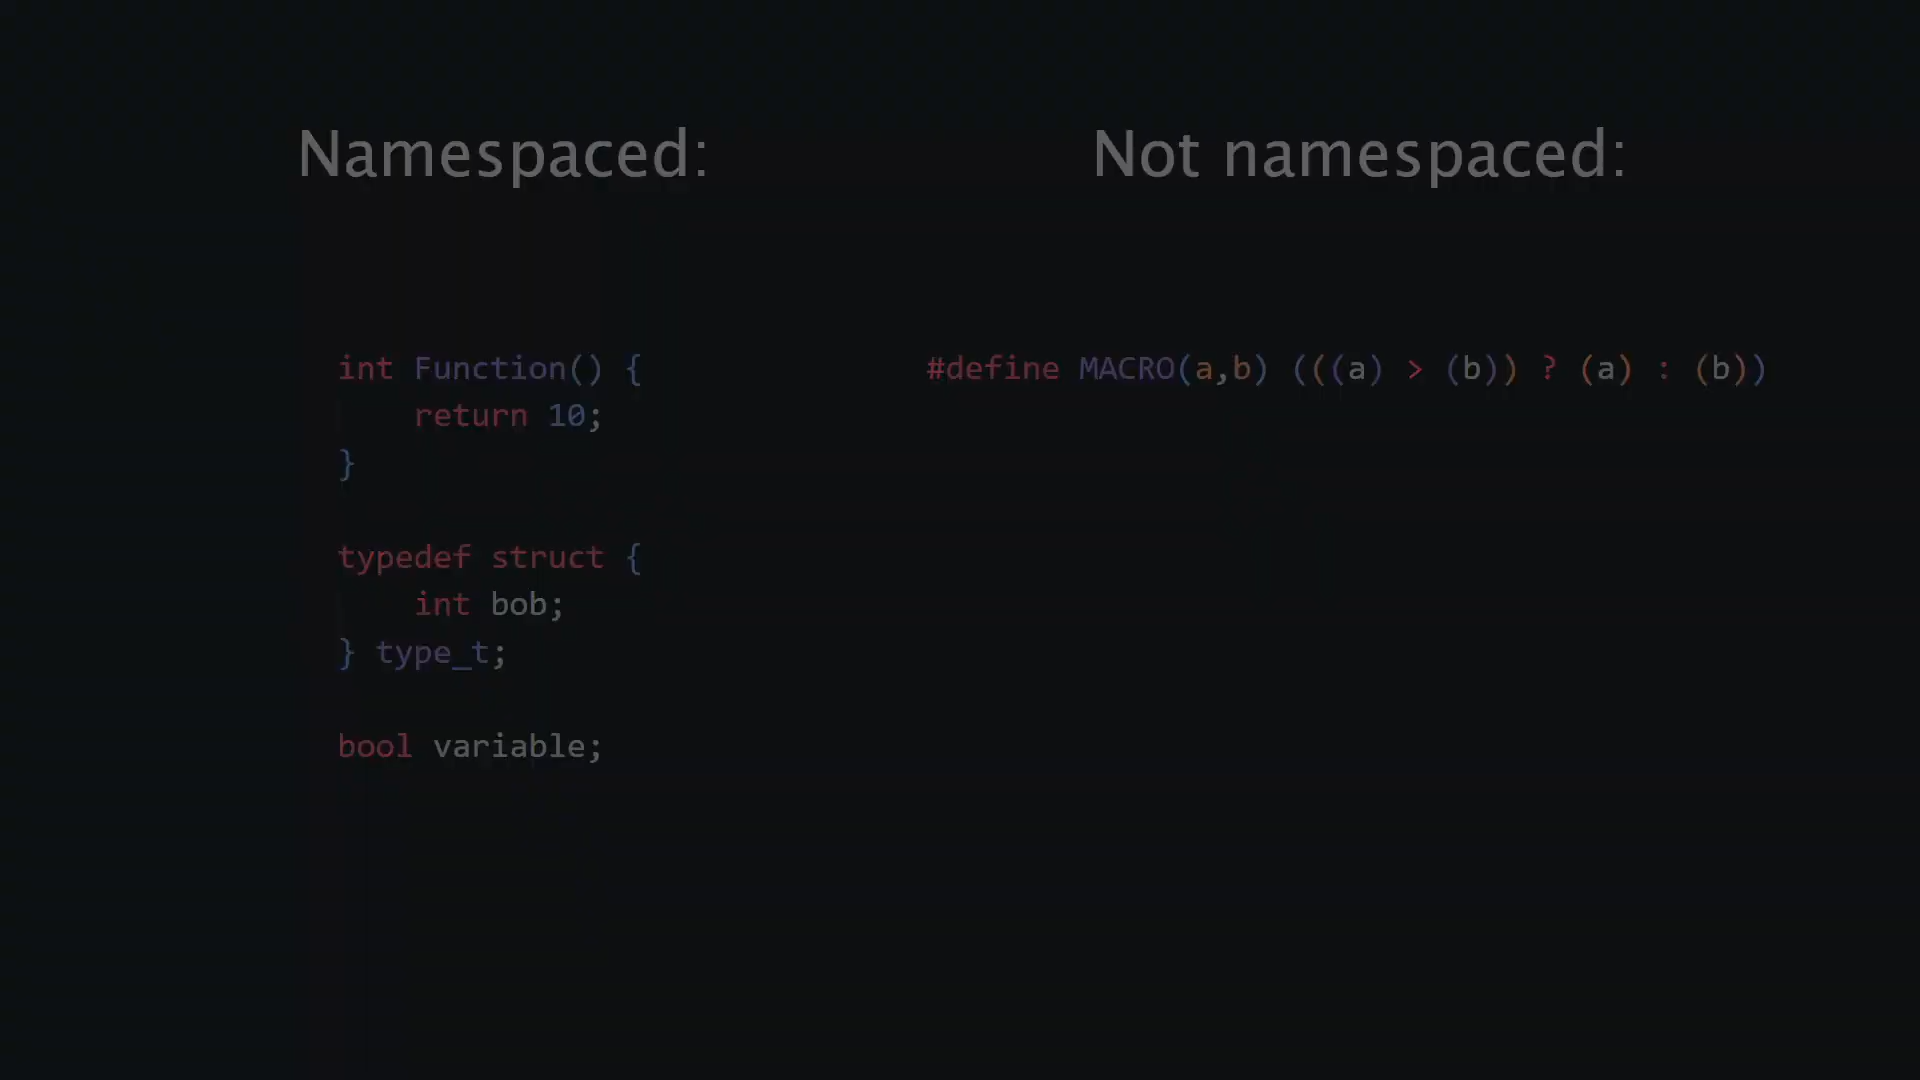 Namespaced:
int Function() {
    return 10;
}
typedef struct {
    int bob;
} type_t;
bool variable;
Not namespaced:
#define MACRO(a,b) (((a) > (b)) ? (a) : (b))